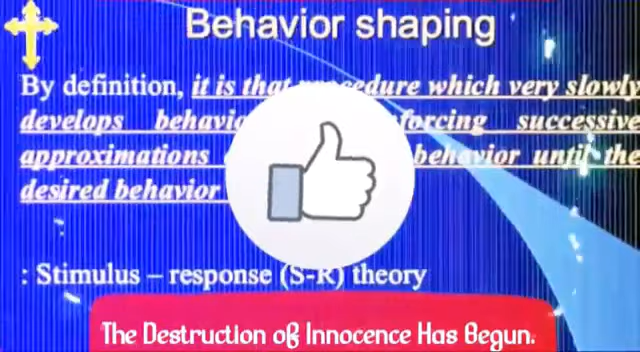 Behavior shaping
By definition, it is that procedure which very slowly
develops behavior forcing successive
approximations behavior until the
desired behavior
: Stimulus – response (S-R) theory
The Destruction of Innocence Has Begun.